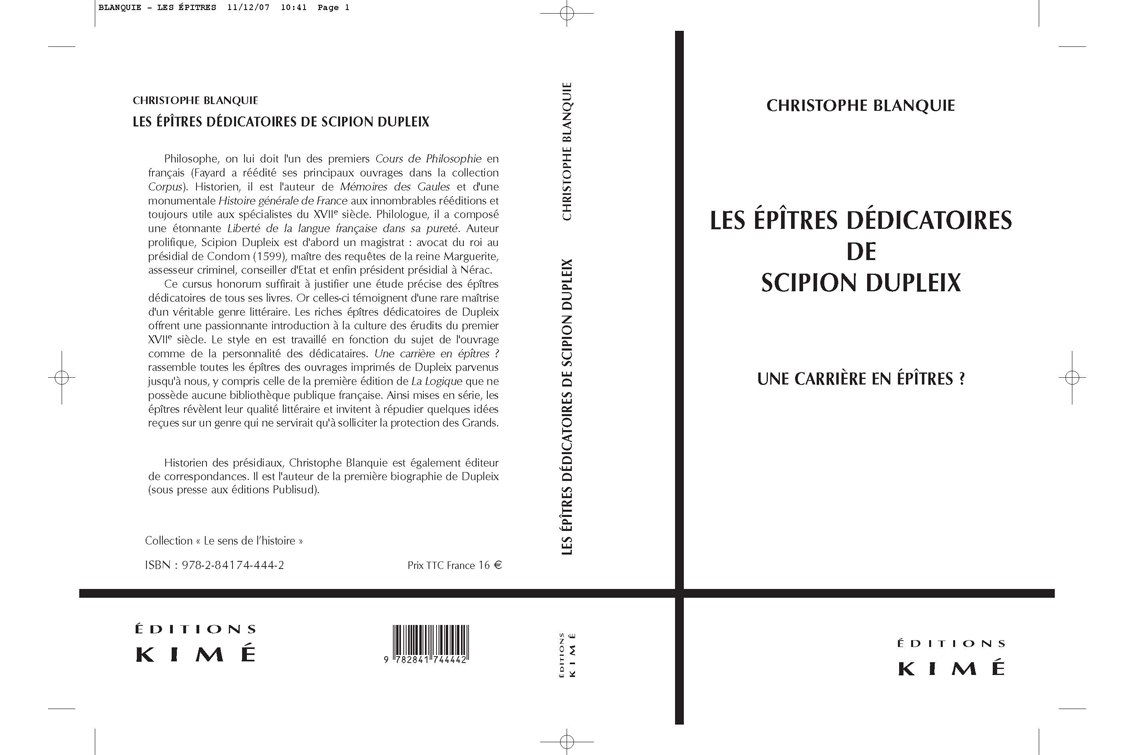 BLANQUIE - LES ÉPITRES 11/12/07 10:41 Page 1
CHRISTOPHE BLANQUIE
LES ÉPÎTRES DÉDICATOIRES DE SCIPION DUPLEIX
Philosophe, on lui doit l'un des premiers Cours de Philosophie en
français (Fayard a réédité ses principaux ouvrages dans la collection
Corpus). Historien, il est l'auteur de Mémoires des Gaules et d'une
monumentale Histoire générale de France aux innombrables rééditions et
toujours utile aux spécialistes du XVIIe siècle. Philologue, il a composé
une étonnante Liberté de la langue française dans sa pureté. Auteur
prolifique, Scipion Dupleix est d'abord un magistrat : avocat du roi au
présidial de Condom (1599), maître des requêtes de la reine Marguerite,
assesseur criminel, conseiller d'Etat et enfin président présidial à Nérac.
Ce cursus honorum suffirait à justifier une étude précise des épîtres
dédicatoires de tous ses livres. Or celles-ci témoignent d'une rare maîtrise
d'un véritable genre littéraire. Les riches épîtres dédicatoires de Dupleix
offrent une passionnante introduction à la culture des érudits du premier
XVIIe siècle. Le style en est travaillé en fonction du sujet de l'ouvrage
comme de la personnalité des dédicataires. Une carrière en épîtres ?
rassemble toutes les épîtres des ouvrages imprimés de Dupleix parvenus
jusqu'à nous, y compris celle de la première édition de La Logique que ne
possède aucune bibliothèque publique française. Ainsi mises en série, les
épîtres révèlent leur qualité littéraire et invitent à répudier quelques idées
reçues sur un genre qui ne servirait qu'à solliciter la protection des Grands.
Historien des présidiaux, Christophe Blanquie est également éditeur
de correspondances. Il est l'auteur de la première biographie de Dupleix
(sous presse aux éditions Publisud).
Collection « Le sens de l'histoire »
ISBN : 978-2-84174-444-2
Prix TTC France 16 €
ÉDITIONS
KIMÉ
9 782841 744442
CHRISTOPHE BLANQUIE
LES ÉPÎTRES DÉDICATOIRES DE SCIPION DUPLEIX
ÉDITIONS
KIMÉ
CHRISTOPHE BLANQUIE
LES ÉPÎTRES DÉDICATOIRES
DE
SCIPION DUPLEIX
UNE CARRIÈRE EN ÉPÎTRES ?
ÉDITIONS
KIMÉ